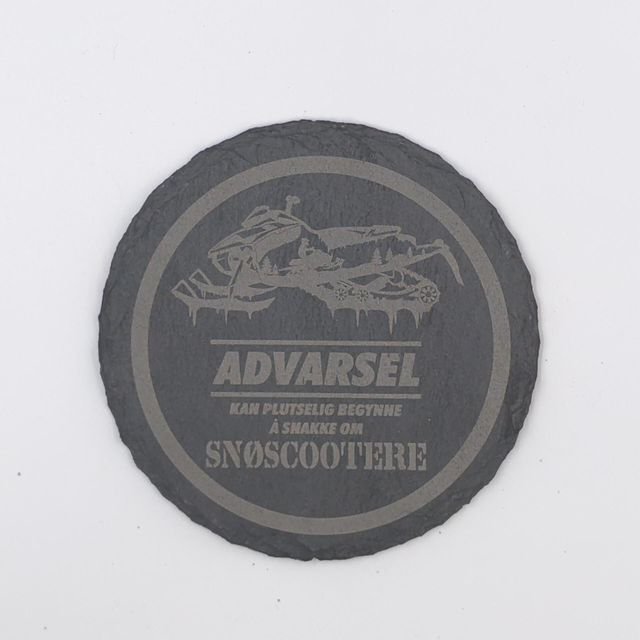 ADVARSEL
KAN PLUTSELIG BEGYNNE
Å SNAKKE OM
SNØSCOOTERE